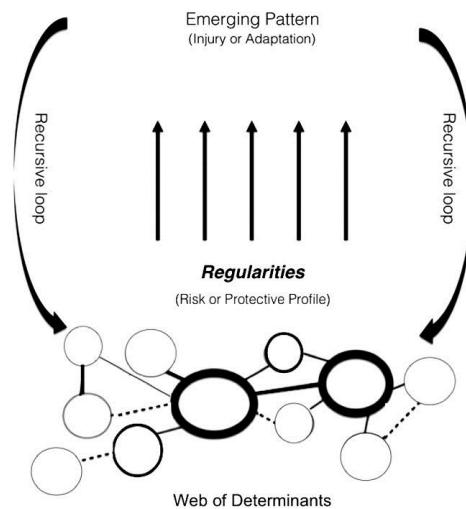 Emerging Pattern
(Injury or Adaptation)
Recursive loop
Recursive loop
Regularities
(Risk or Protective Profile)
Web of Determinants